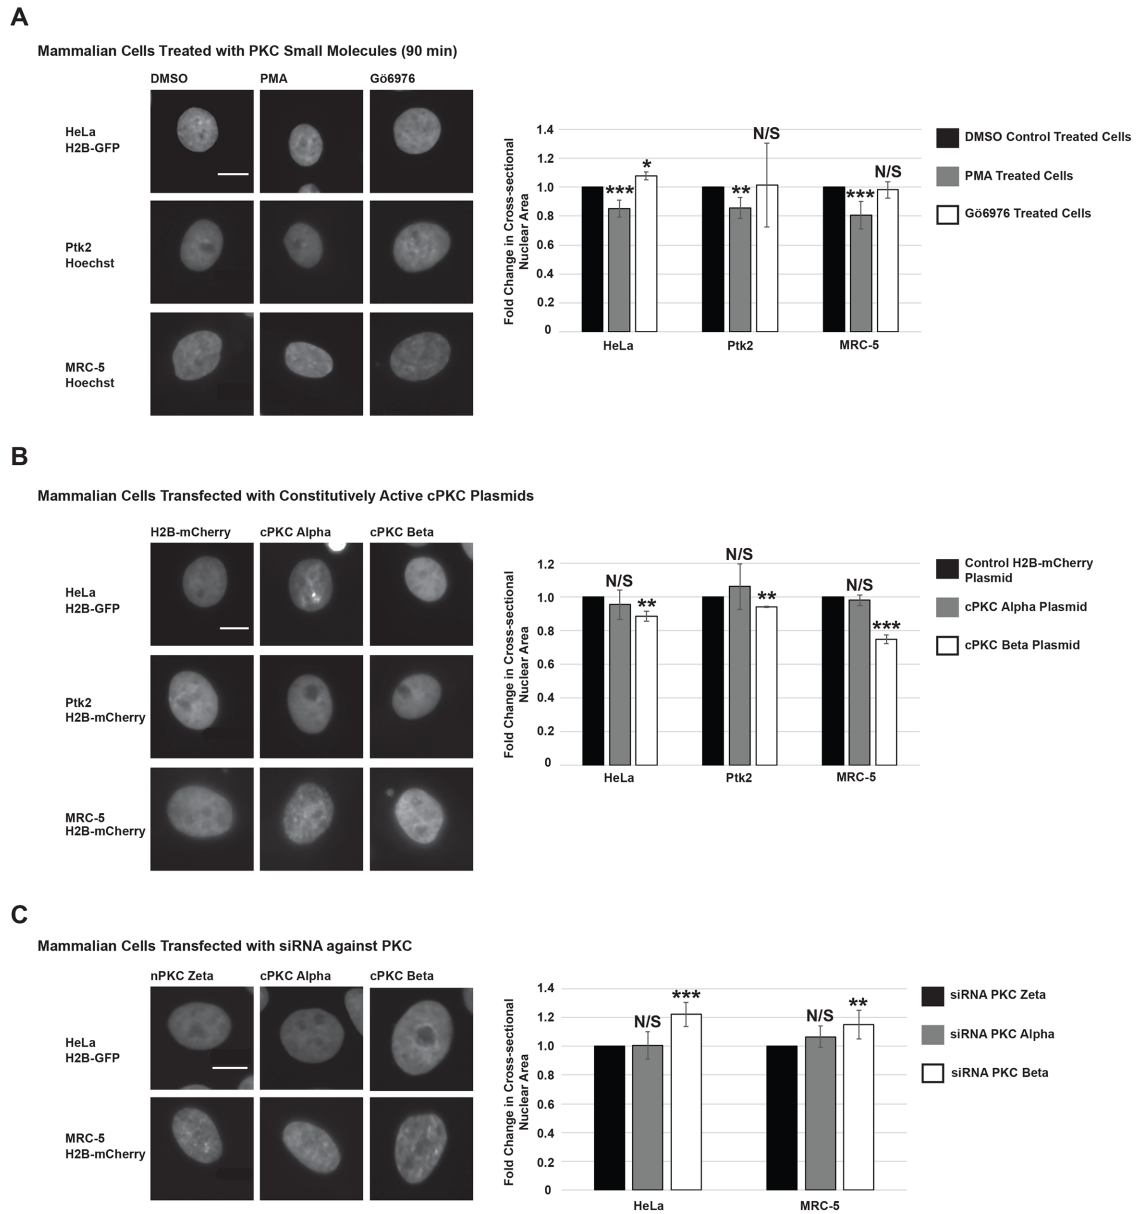 A
Mammalian Cells Treated with PKC Small Molecules (90 min)
DMSO PMA Gö6976
HeLa
H2B-GFP
Ptk2
Hoechst
MRC-5
Hoechst
Fold Change in Cross-sectional
Nuclear Area
1.4
1.2
1.0
0.8
0.6
0.4
0.2
0
*** * ** N/S *** N/S
HeLa Ptk2 MRC-5
DMSO Control Treated Cells
PMA Treated Cells
Gö6976 Treated Cells
B
Mammalian Cells Transfected with Constitutively Active cPKC Plasmids
H2B-mCherry cPKC Alpha cPKC Beta
HeLa
H2B-GFP
Ptk2
H2B-mCherry
MRC-5
H2B-mCherry
Fold Change in Cross-sectional
Nuclear Area
1.2
1.0
0.8
0.6
0.4
0.2
0
N/S ** N/S ** N/S ***
HeLa Ptk2 MRC-5
Control H2B-mCherry
Plasmid
cPKC Alpha Plasmid
cPKC Beta Plasmid
C
Mammalian Cells Transfected with siRNA against PKC
nPKC Zeta cPKC Alpha cPKC Beta
HeLa
H2B-GFP
MRC-5
H2B-mCherry
Fold Change in Cross-sectional
Nuclear Area
1.4
1.2
1.0
0.8
0.6
0.4
0.2
0
N/S *** N/S **
HeLa MRC-5
siRNA PKC Zeta
siRNA PKC Alpha
siRNA PKC Beta